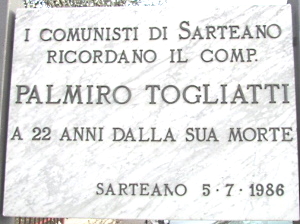 I COMUNISTI DI SARTEANO
RICORDANO IL COMP.
PALMIRO TOGLIATTI
A 22 ANNI DALLA SUA MORTE
SARTEANO 5·7·1986